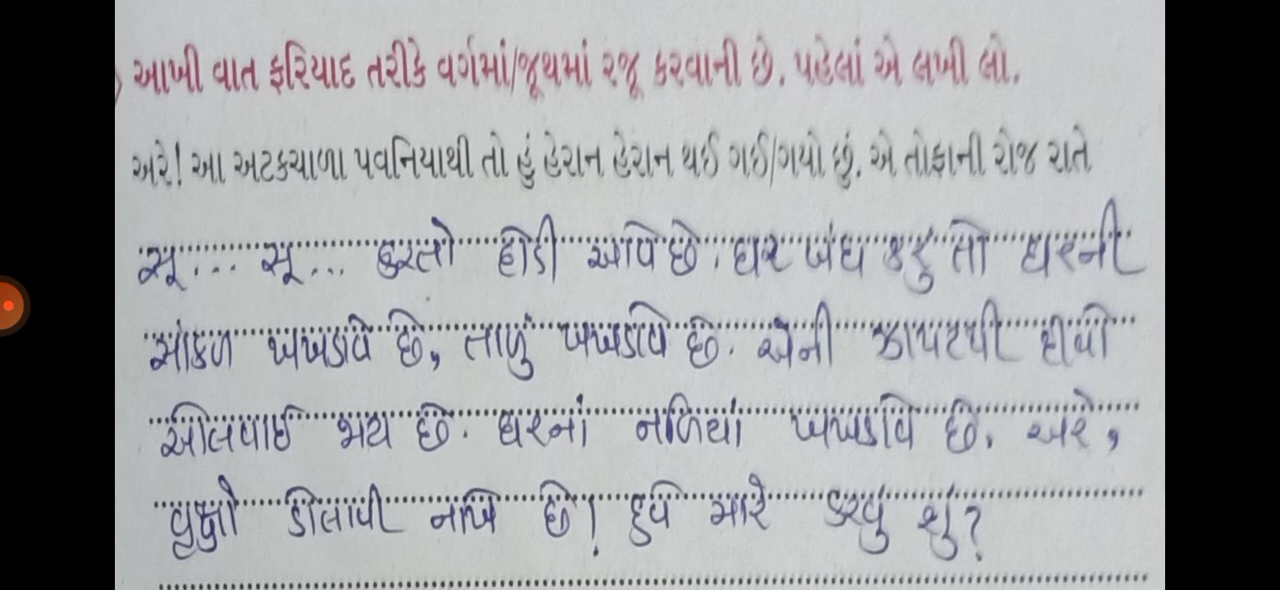 આખી વાત ફરિયાદ તરીકે વર્ગમાં/જૂથમાં રજૂ કરવાની છે. પહેલાં એ લખી લો.
અરે! આ અટકચાળા પવનિયાથી તો હું હેરાન હેરાન થઈ ગઈ/ગયો છું. એ તોફાની રોજ રાતે
સૂ... સૂ... કરતો દોડી આવે છે. ઘર બંધ કરું તો ઘરની
સાંકળ ખખડાવે છે, તાળું ખખડાવે છે. એની ઝાપટથી દીવો
ઓલવાઈ જાય છે. ઘરનાં નળિયાં ખખડાવે છે. અરે,
વૃક્ષો ડોલાવી નાખે છે! હવે મારે કરવું શું?